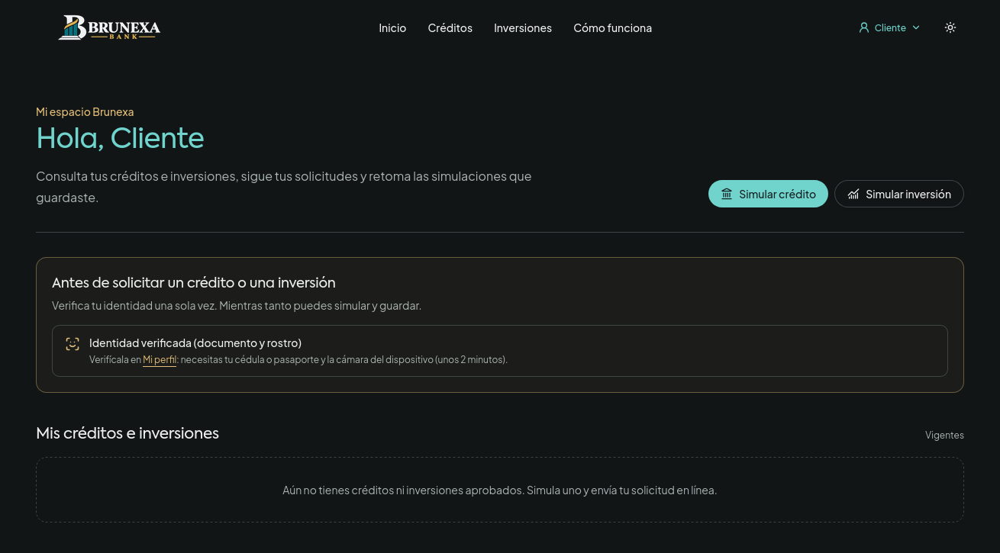 BRUNEXA
BANK
Inicio
Créditos
Inversiones
Cómo funciona
Cliente
Mi espacio Brunexa
Hola, Cliente
Consulta tus créditos e inversiones, sigue tus solicitudes y retoma las simulaciones que
guardaste.
Simular crédito
Simular inversión
Antes de solicitar un crédito o una inversión
Verifica tu identidad una sola vez. Mientras tanto puedes simular y guardar.
Identidad verificada (documento y rostro)
Verifícala en Mi perfil: necesitas tu cédula o pasaporte y la cámara del dispositivo (unos 2 minutos).
Mis créditos e inversiones
Vigentes
Aún no tienes créditos ni inversiones aprobados. Simula uno y envía tu solicitud en línea.